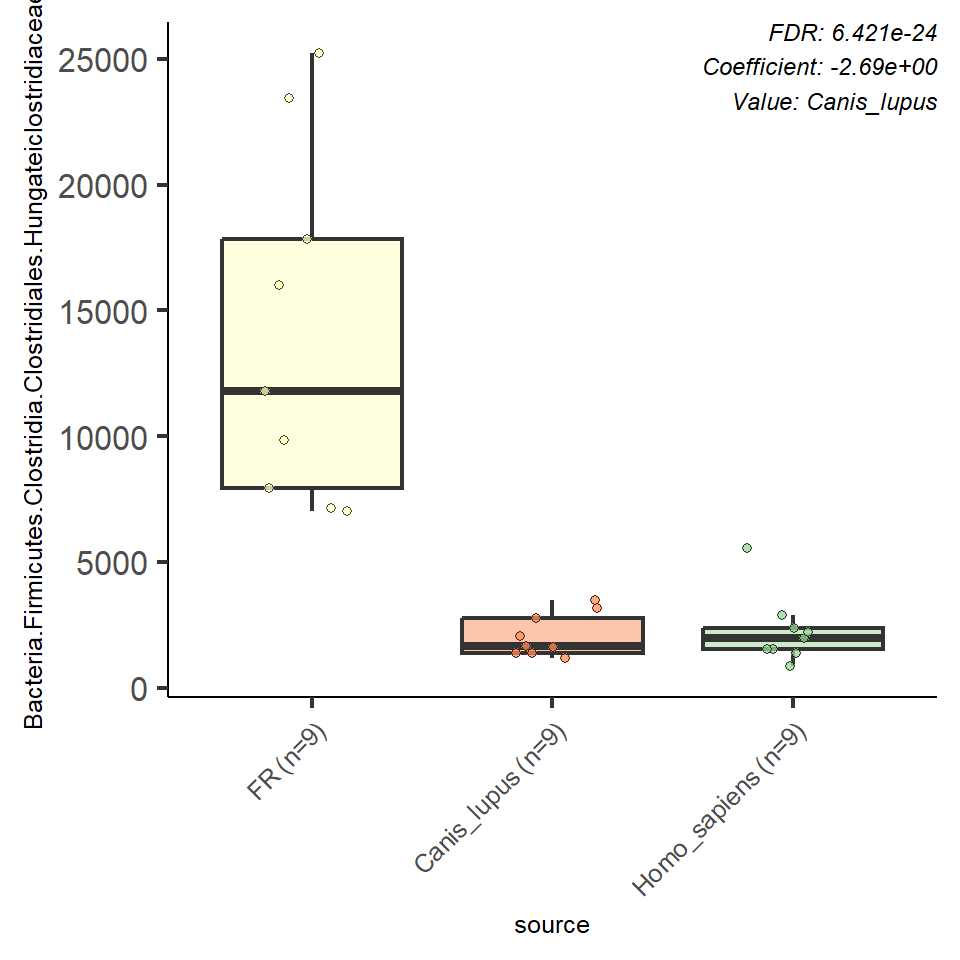 FDR: 6.421e-24
Coefficient: -2.69e+00
Value: Canis_lupus
Bacteria.Firmicutes.Clostridia.Clostridiales.Hungateiclostridiaceae
25000
20000
15000
10000
5000
0
FR (n=9)
Canis_lupus (n=9)
Homo_sapiens (n=9)
source